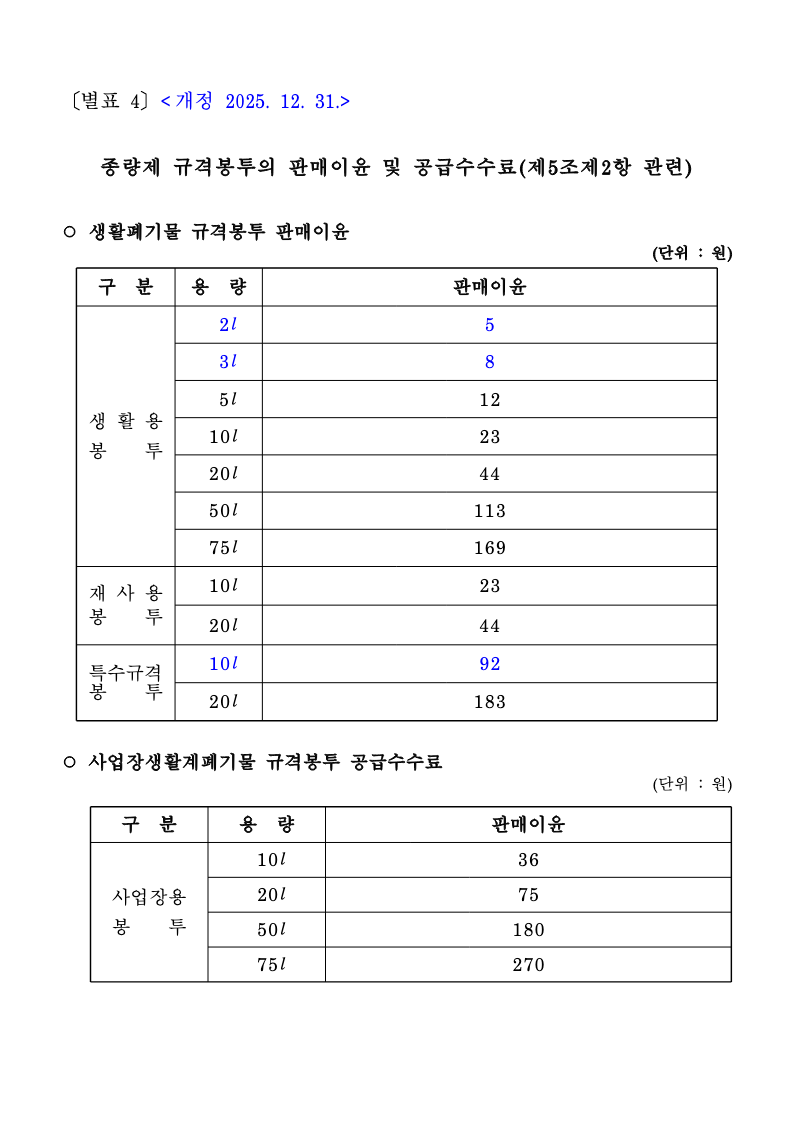 〔별표 4〕 <개정 2025. 12. 31.>
종량제 규격봉투의 판매이윤 및 공급수수료(제5조제2항 관련)
○ 생활폐기물 규격봉투 판매이윤
(단위 : 원)
구 분 용 량 판매이윤
생 활 용
봉 투
2l 5
3l 8
5l 12
10l 23
20l 44
50l 113
75l 169
재 사 용
봉 투
10l 23
20l 44
특수규격
봉 투
10l 92
20l 183
○ 사업장생활계폐기물 규격봉투 공급수수료
(단위 : 원)
구 분 용 량 판매이윤
사업장용
봉 투
10l 36
20l 75
50l 180
75l 270